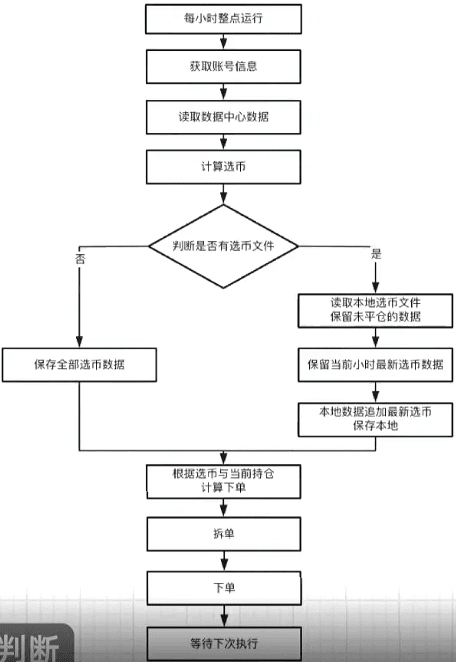 每小时整点运行
获取账号信息
读取数据中心数据
计算选币
判断是否有选币文件
否
是
读取本地选币文件
保留未平仓的数据
保存全部选币数据
保留当前小时最新选币数据
本地数据追加最新选币
保存本地
根据选币与当前持仓
计算下单
拆单
下单
等待下次执行
判断